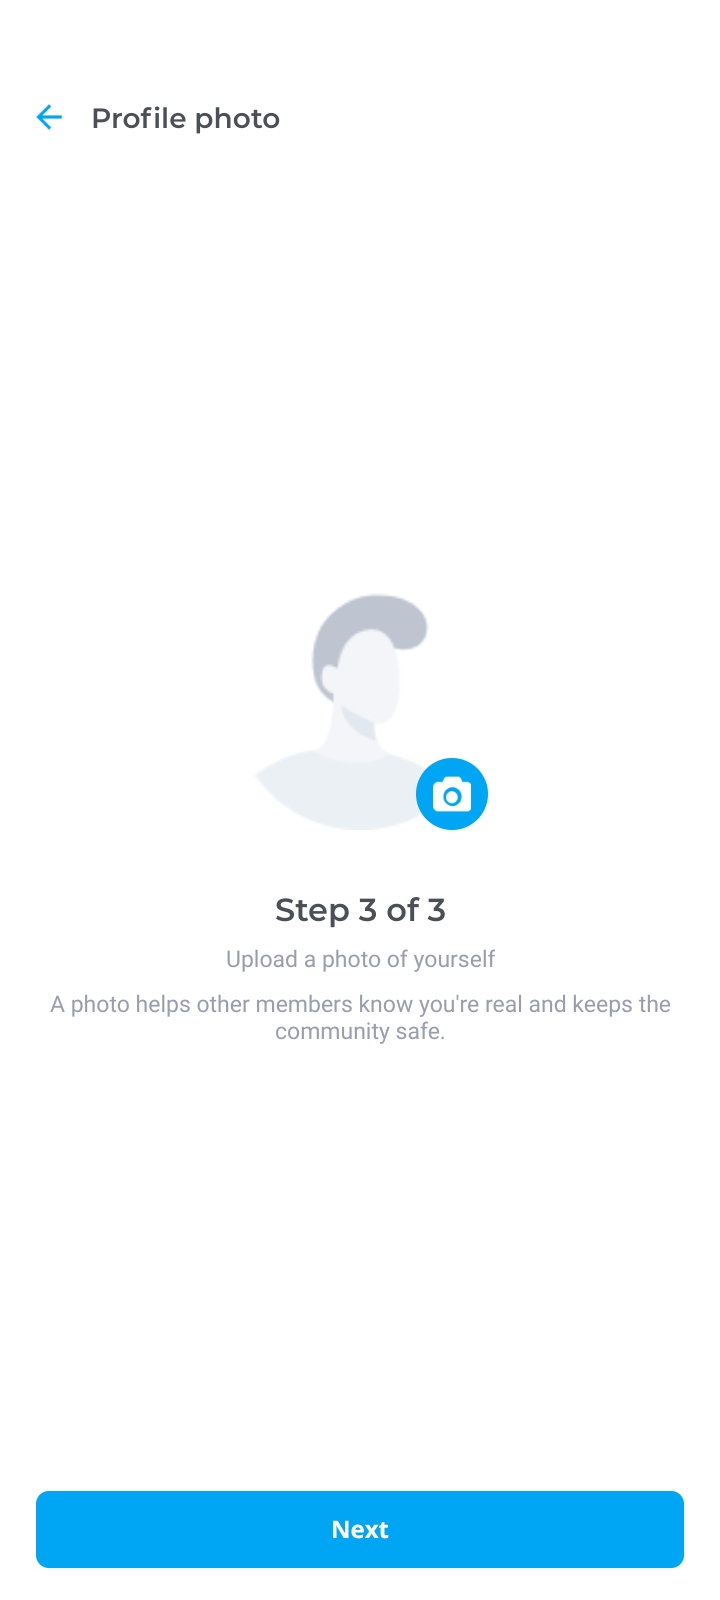 Profile photo
Step 3 of 3
Upload a photo of yourself
A photo helps other members know you're real and keeps the
community safe.
Next